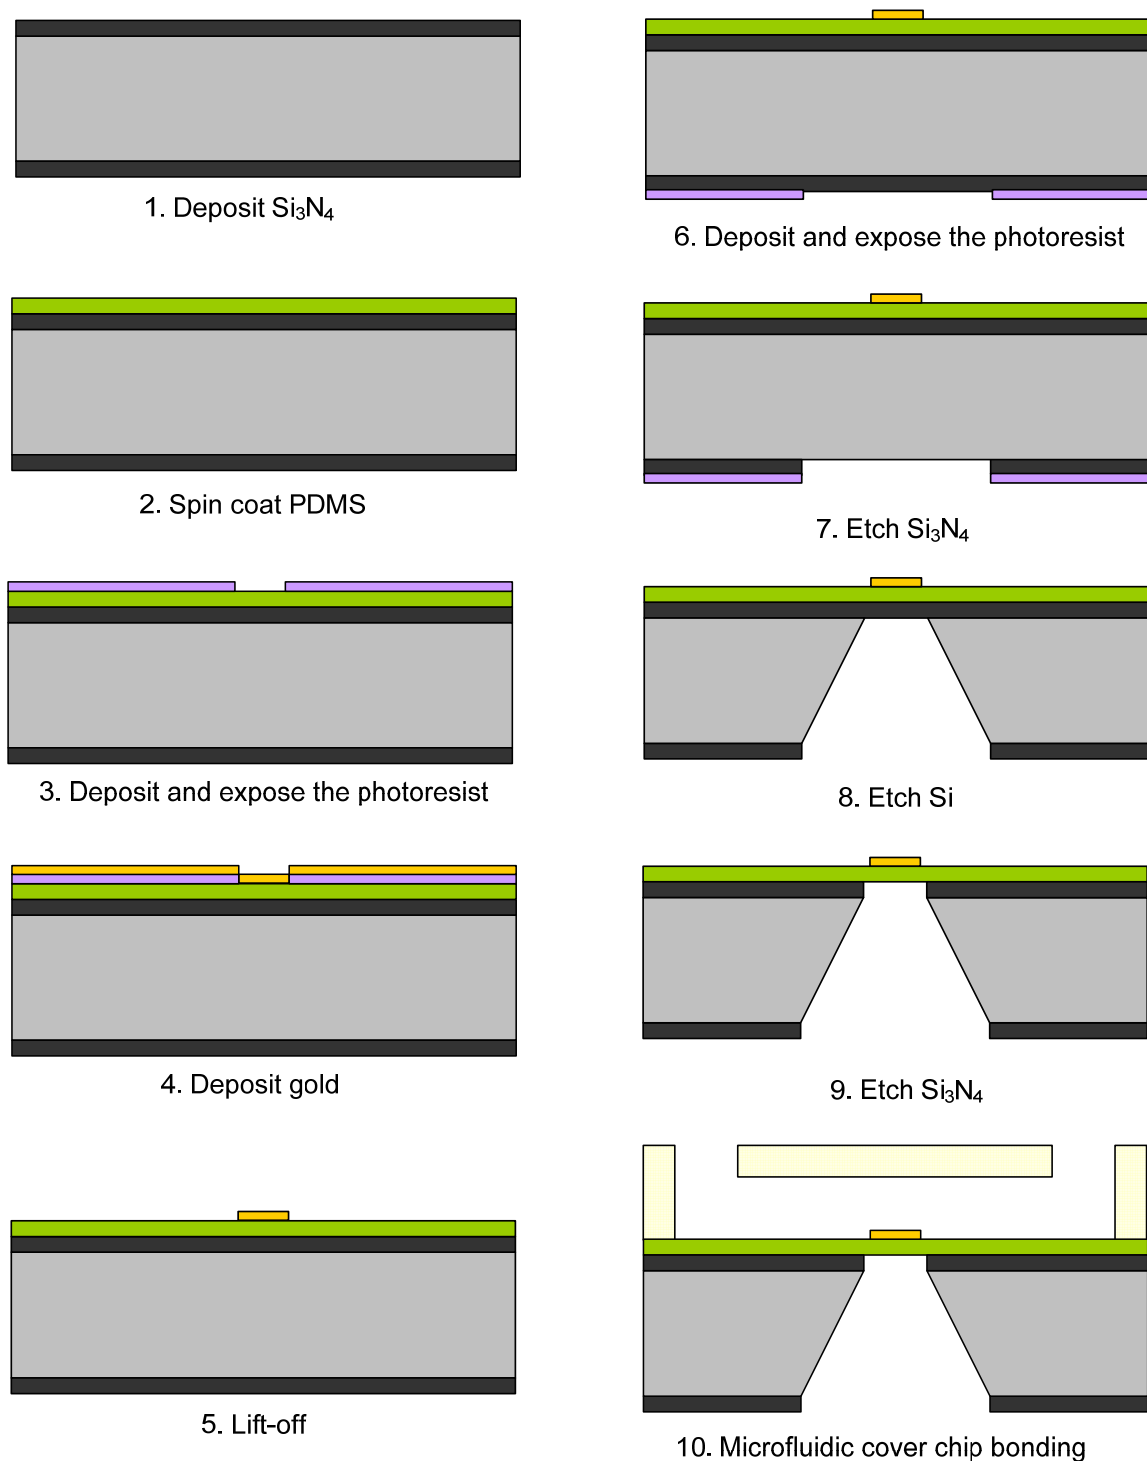 1. Deposit Si₃N₄
2. Spin coat PDMS
3. Deposit and expose the photoresist
4. Deposit gold
5. Lift-off
6. Deposit and expose the photoresist
7. Etch Si₃N₄
8. Etch Si
9. Etch Si₃N₄
10. Microfluidic cover chip bonding